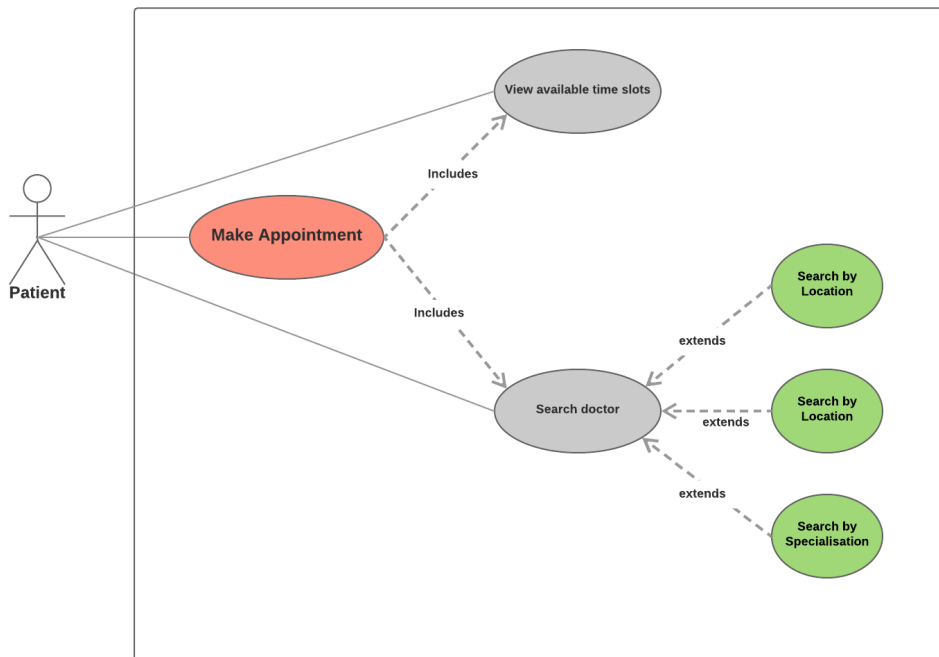 View available time slots
Includes
Make Appointment
Patient
Includes
Search by
Location
extends
Search doctor
Search by
Location
extends
extends
Search by
Specialisation